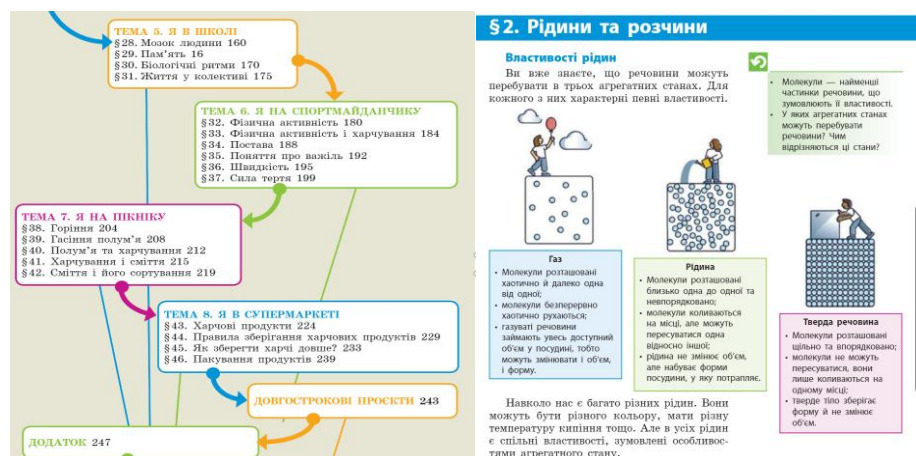 ТЕМА 5. Я В ШКОЛІ
§28. Мозок людини 160
§29. Пам'ять 16
§30. Біологічні ритми 170
§31. Життя у колективі 175
ТЕМА 6. Я НА СПОРТМАЙДАНЧИКУ
§32. Фізична активність 180
§33. Фізична активність і харчування 184
§34. Постава 188
§35. Поняття про важіль 192
§36. Швидкість 195
§37. Сила тертя 199
ТЕМА 7. Я НА ПІКНІКУ
§38. Горіння 204
§39. Гасіння полум'я 208
§40. Полум'я та харчування 212
§41. Харчування і сміття 215
§42. Сміття і його сортування 219
ТЕМА 8. Я В СУПЕРМАРКЕТІ
§43. Харчові продукти 224
§44. Правила зберігання харчових продуктів 229
§45. Як зберегти харчі довше? 233
§46. Пакування продуктів 239
ДОВГОСТРОКОВІ ПРОЄКТИ 243
ДОДАТОК 247
§2. Рідини та розчини
Властивості рідин
Ви вже знаєте, що речовини можуть
перебувати в трьох агрегатних станах. Для
кожного з них характерні певні властивості.
• Молекули — найменші
частинки речовини, що
зумовлюють її властивості.
• У яких агрегатних станах
можуть перебувати
речовини? Чим
відрізняються ці стани?
Газ
• Молекули розташовані
хаотично й далеко одна
від одної;
• молекули безперервно
хаотично рухаються;
• газуваті речовини
займають увесь доступний
об'єм у посудині, тобто
можуть змінювати і об'єм,
і форму.
Рідина
• Молекули розташовані
близько одна до одної та
невпорядковано;
• молекули коливаються
на місці, але можуть
пересуватися одна
відносно іншої;
• рідина не змінює об'єм,
але набуває форми
посудини, у яку потрапляє.
Тверда речовина
• Молекули розташовані
щільно та впорядковано;
• молекули не можуть
пересуватися, вони
лише коливаються на
одному місці;
• тверде тіло зберігає
форму й не змінює
об'єм.
Навколо нас є багато різних рідин. Вони
можуть бути різного кольору, мати різну
температуру кипіння тощо. Але в усіх рідин
є спільні властивості, зумовлені особливос-
тями агрегатного стану.